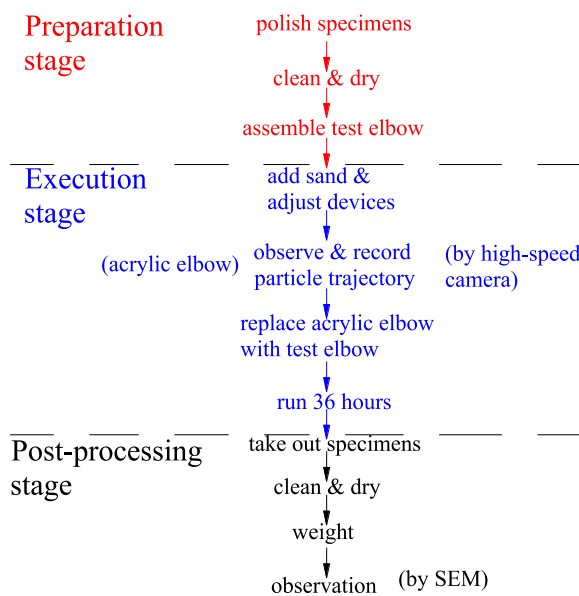 Preparation
stage
polish specimens
clean & dry
assemble test elbow
Execution
stage
add sand &
adjust devices
(acrylic elbow)
observe & record
particle trajectory
(by high-speed
camera)
replace acrylic elbow
with test elbow
run 36 hours
Post-processing
stage
take out specimens
clean & dry
weight
observation
(by SEM)